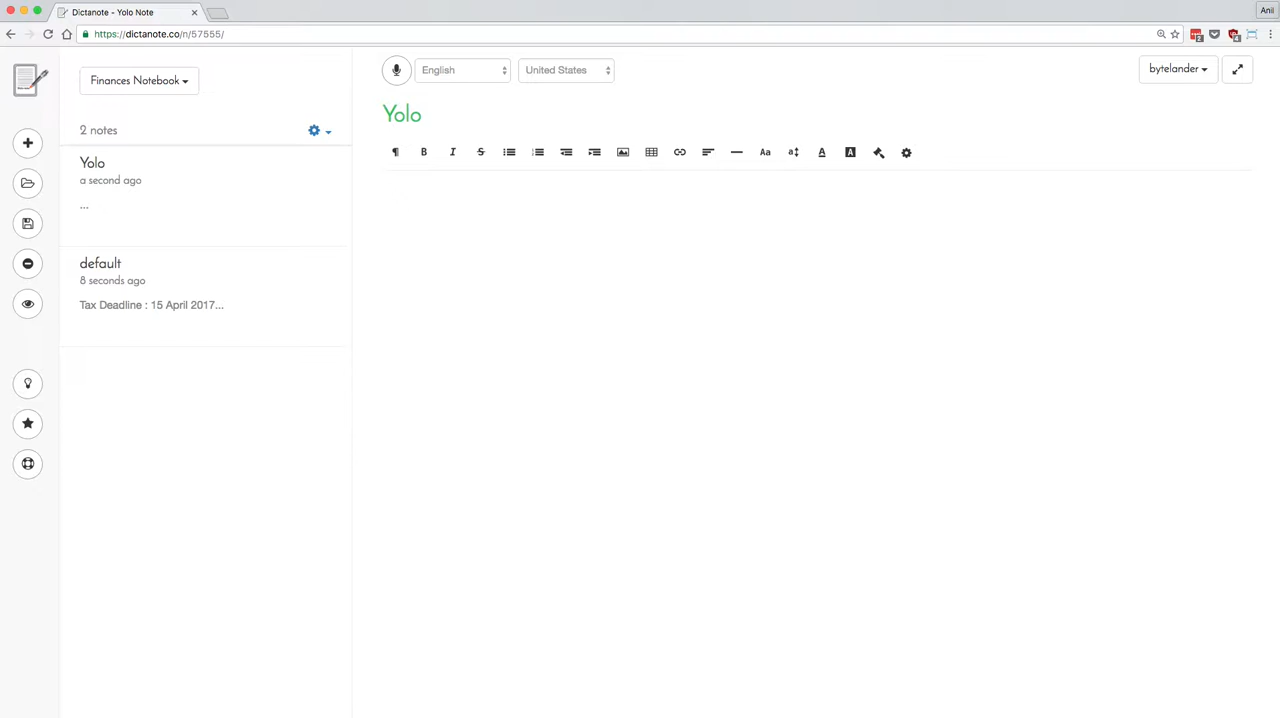 Dictanote - Yolo Note
Anil
https://dictanote.co/n/57555/
Finances Notebook
English
United States
bytelander
2 notes
Yolo
Yolo
a second ago
...
default
8 seconds ago
Tax Deadline : 15 April 2017...